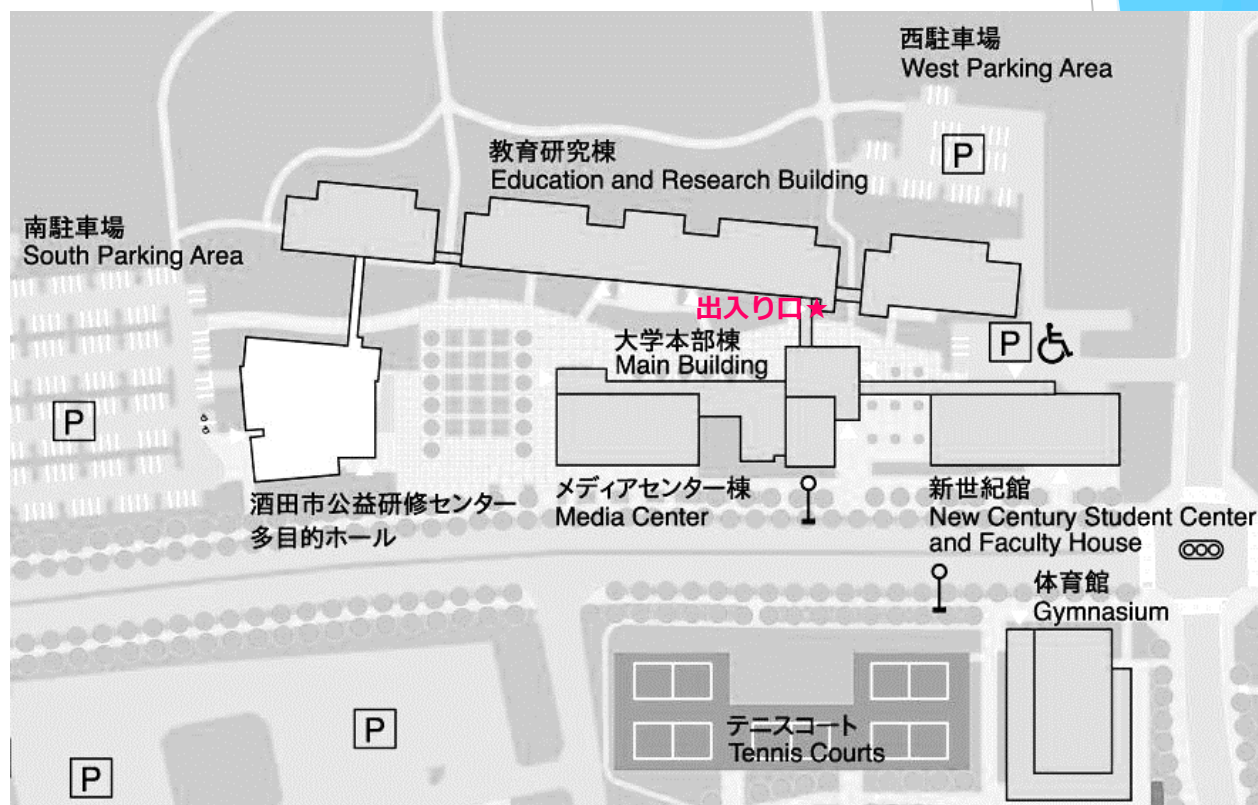 西駐車場
West Parking Area
P
教育研究棟
Education and Research Building
南駐車場
South Parking Area
出入り口★
大学本部棟
Main Building
P
P
酒田市公益研修センター
多目的ホール
メディアセンター棟
Media Center
新世紀館
New Century Student Center
and Faculty House
体育館
Gymnasium
テニスコート
Tennis Courts
P
P